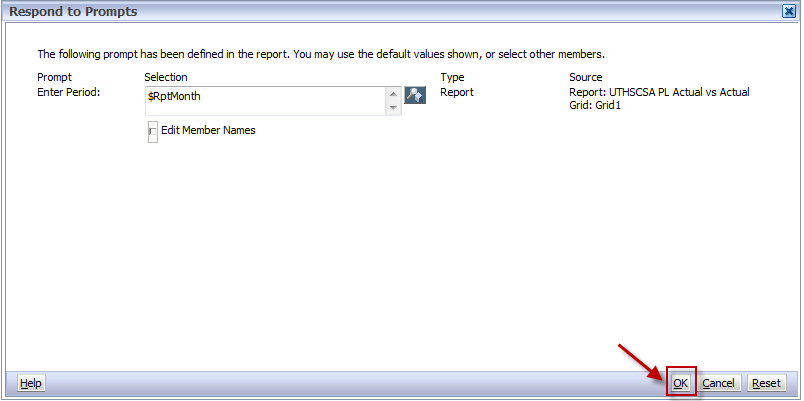 Respond to Prompts
The following prompt has been defined in the report. You may use the default values shown, or select other members.
Prompt Selection Type Source
Enter Period: $RptMonth Report Report: UTHSCSA PL Actual vs Actual
Grid: Grid1
Edit Member Names
Help OK Cancel Reset